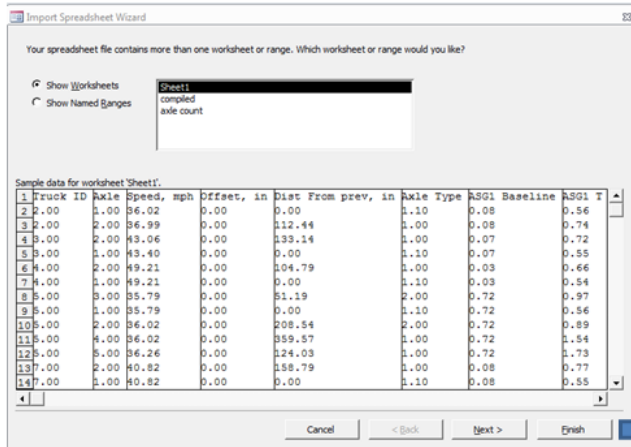 Import Spreadsheet Wizard
Your spreadsheet file contains more than one worksheet or range. Which worksheet or range would you like?
Show Worksheets
Show Named Ranges
Sheet1
compiled
axle count
Sample data for worksheet 'Sheet1'.
1 Truck ID Axle Speed, mph Offset, in Dist From prev, in Axle Type ASG1 Baseline ASG1 T
2 2.00 1.00 36.02 0.00 0.00 1.10 0.08 0.56
3 2.00 2.00 36.99 0.00 112.44 1.00 0.08 0.74
4 3.00 2.00 43.06 0.00 133.14 1.00 0.07 0.72
5 3.00 1.00 43.40 0.00 0.00 1.10 0.07 0.55
6 4.00 2.00 49.21 0.00 104.79 1.00 0.03 0.66
7 4.00 1.00 49.21 0.00 0.00 1.10 0.03 0.54
8 5.00 3.00 35.79 0.00 51.19 2.00 0.72 0.97
9 5.00 1.00 35.79 0.00 0.00 1.10 0.72 0.56
10 5.00 2.00 36.02 0.00 208.54 2.00 0.72 0.89
11 5.00 4.00 36.02 0.00 359.57 1.00 0.72 1.54
12 5.00 5.00 36.26 0.00 124.03 1.00 0.72 1.73
13 7.00 2.00 40.82 0.00 158.79 1.00 0.08 0.77
14 7.00 1.00 40.82 0.00 0.00 1.10 0.08 0.55
Cancel < Back Next > Finish